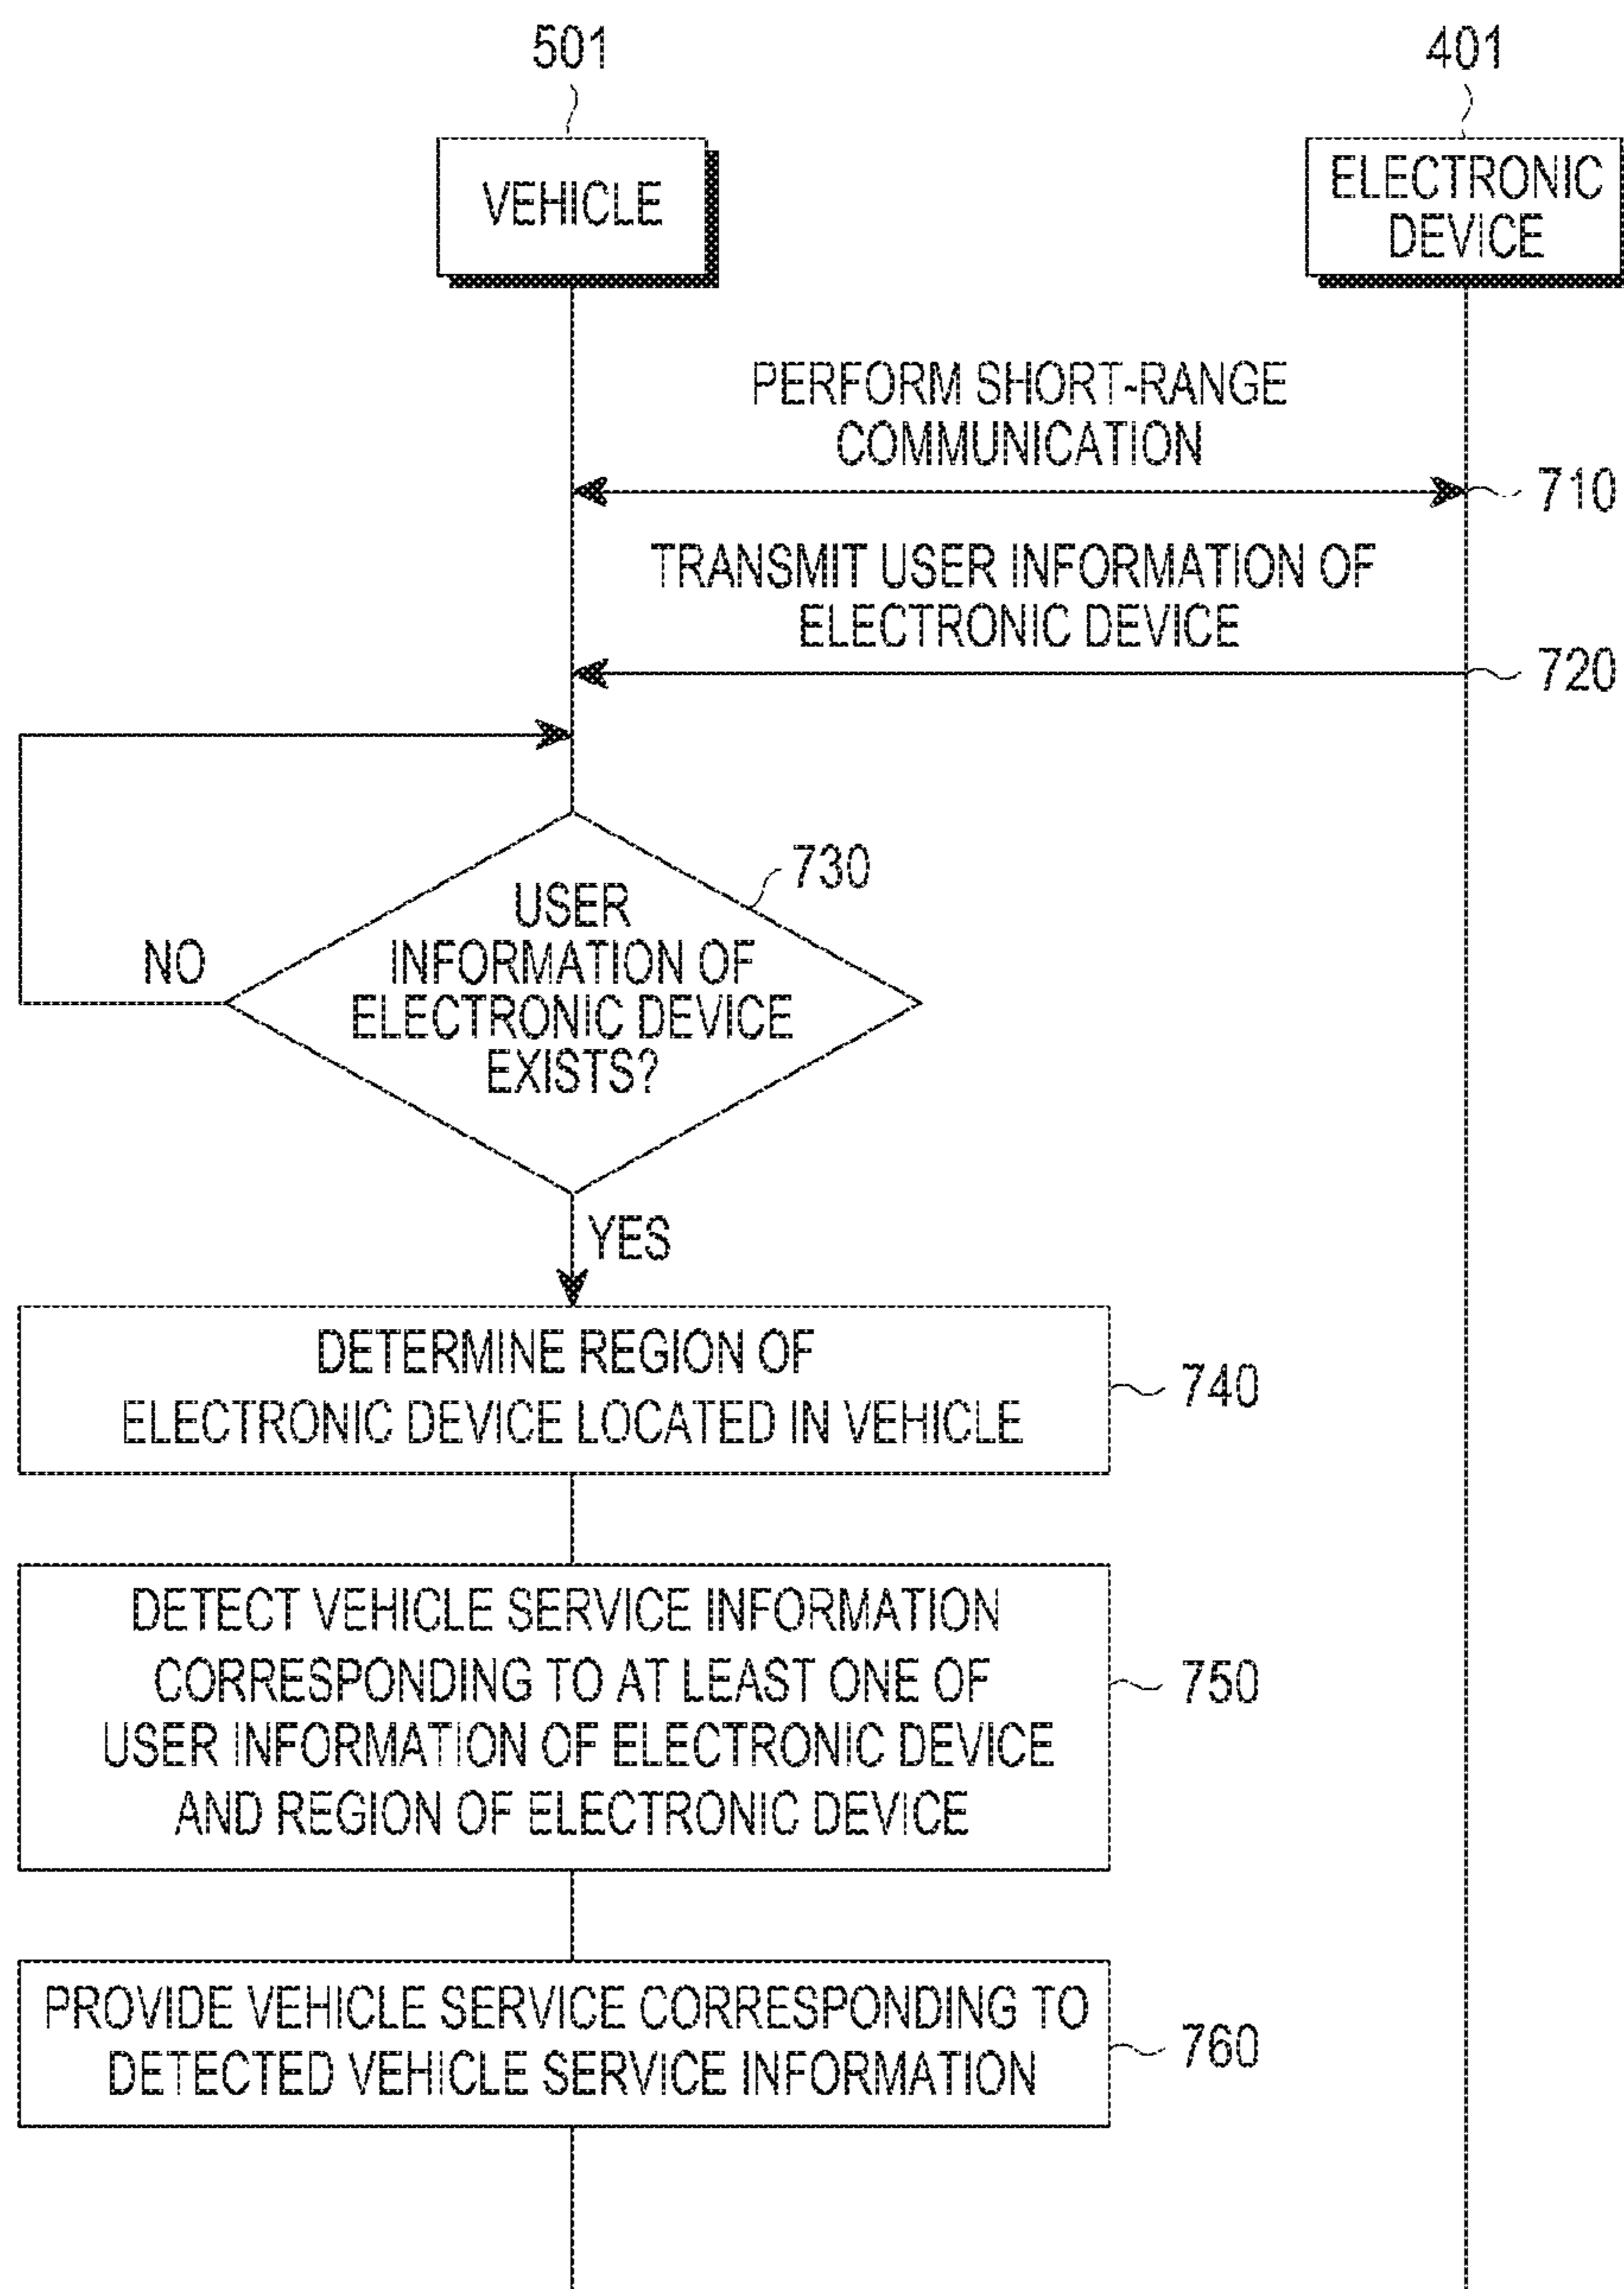 501
401
VEHICLE
ELECTRONIC
DEVICE
PERFORM SHORT-RANGE
COMMUNICATION
710
TRANSMIT USER INFORMATION OF
ELECTRONIC DEVICE
720
730
USER
INFORMATION OF
ELECTRONIC DEVICE
EXISTS?
NO
YES
DETERMINE REGION OF
ELECTRONIC DEVICE LOCATED IN VEHICLE
740
DETECT VEHICLE SERVICE INFORMATION
CORRESPONDING TO AT LEAST ONE OF
USER INFORMATION OF ELECTRONIC DEVICE
AND REGION OF ELECTRONIC DEVICE
750
PROVIDE VEHICLE SERVICE CORRESPONDING TO
DETECTED VEHICLE SERVICE INFORMATION
760